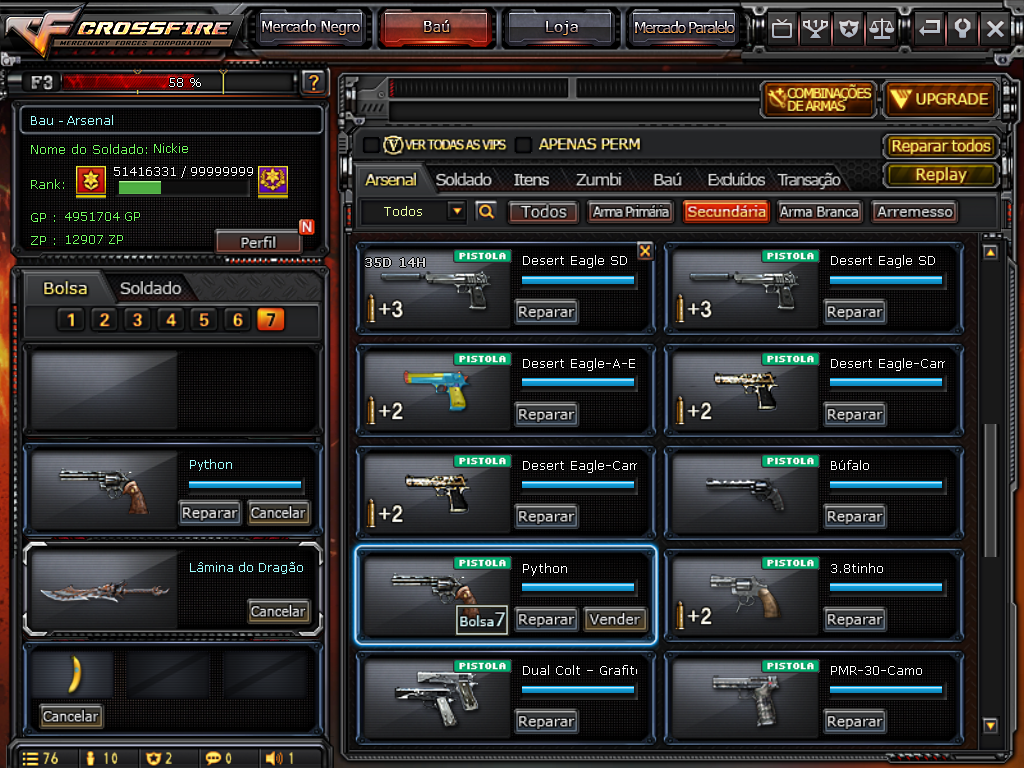 CROSSFIRE
MERCENARY FORCES CORPORATION
Mercado Negro
Baú
Loja
Mercado Paralelo
F3
58 %
?
Bau - Arsenal
Nome do Soldado: Nickie
Rank:
51416331 / 99999999
GP : 4951704 GP
ZP : 12907 ZP
N
Perfil
Bolsa
Soldado
1 2 3 4 5 6 7
Python
Reparar
Cancelar
Lâmina do Dragão
Cancelar
Cancelar
76
10
2
0
1
COMBINAÇÕES
DE ARMAS
UPGRADE
V VER TODAS AS VIPS
APENAS PERM
Reparar todos
Replay
Arsenal
Soldado
Itens
Zumbi
Baú
Excluídos
Transação
Todos
Todos
Arma Primária
Secundária
Arma Branca
Arremesso
35D 14H
PISTOLA
Desert Eagle SD
+3
Reparar
PISTOLA
Desert Eagle SD
+3
Reparar
PISTOLA
Desert Eagle-A-E
+2
Reparar
PISTOLA
Desert Eagle-Cam
+2
Reparar
PISTOLA
Desert Eagle-Cam
+2
Reparar
PISTOLA
Búfalo
Reparar
PISTOLA
Python
Bolsa7
Reparar
Vender
PISTOLA
3.8tinho
+2
Reparar
PISTOLA
Dual Colt - Grafite
Reparar
PISTOLA
PMR-30-Camo
Reparar